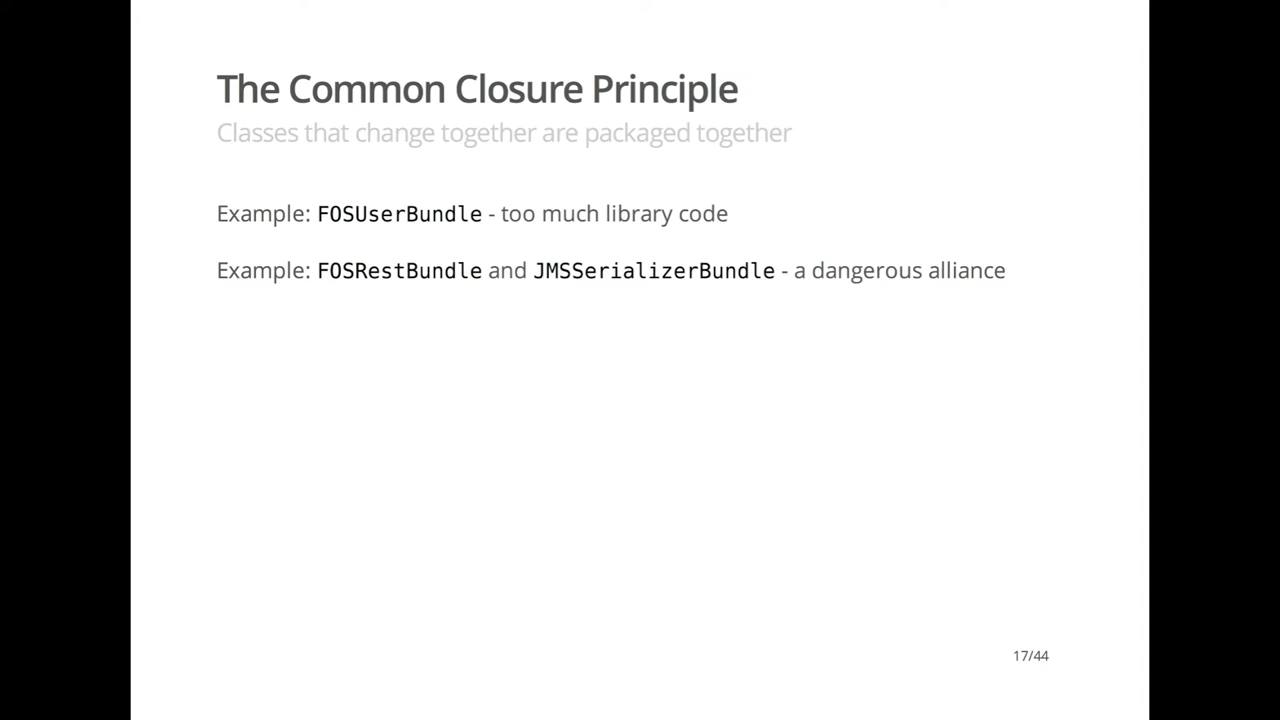 The Common Closure Principle
Classes that change together are packaged together
Example: FOSUserBundle - too much library code
Example: FOSRestBundle and JMSSerializerBundle - a dangerous alliance
17/44